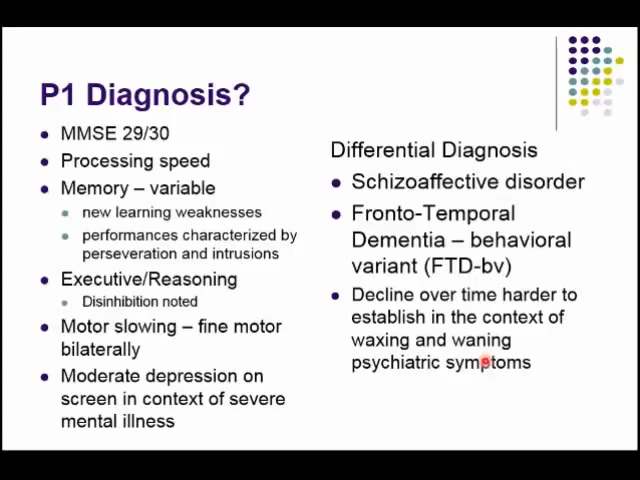 P1 Diagnosis?
MMSE 29/30
Processing speed
Memory – variable
new learning weaknesses
performances characterized by
perseveration and intrusions
Executive/Reasoning
Disinhibition noted
Motor slowing – fine motor
bilaterally
Moderate depression on
screen in context of severe
mental illness
Differential Diagnosis
Schizoaffective disorder
Fronto-Temporal
Dementia – behavioral
variant (FTD-bv)
Decline over time harder to
establish in the context of
waxing and waning
psychiatric symptoms